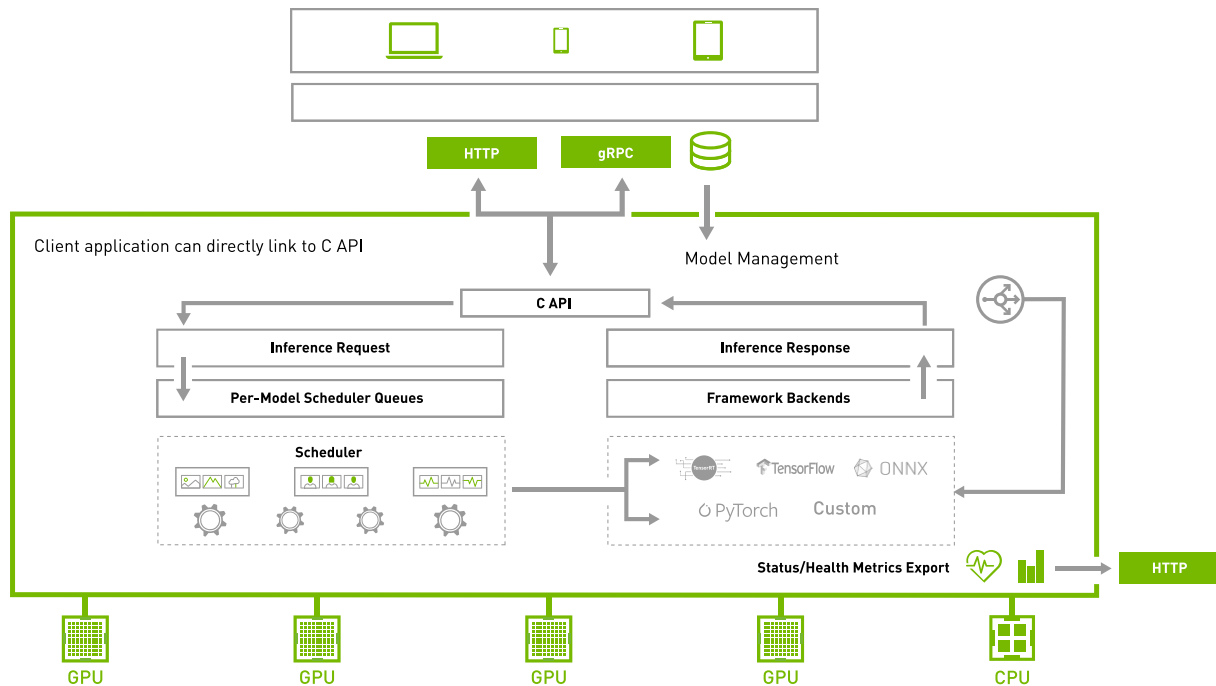 HTTP
gRPC
Client application can directly link to C API
Model Management
C API
Inference Request
Inference Response
Per-Model Scheduler Queues
Framework Backends
Scheduler
TensorRT
TensorFlow
ONNX
PyTorch
Custom
Status/Health Metrics Export
HTTP
GPU
GPU
GPU
GPU
CPU